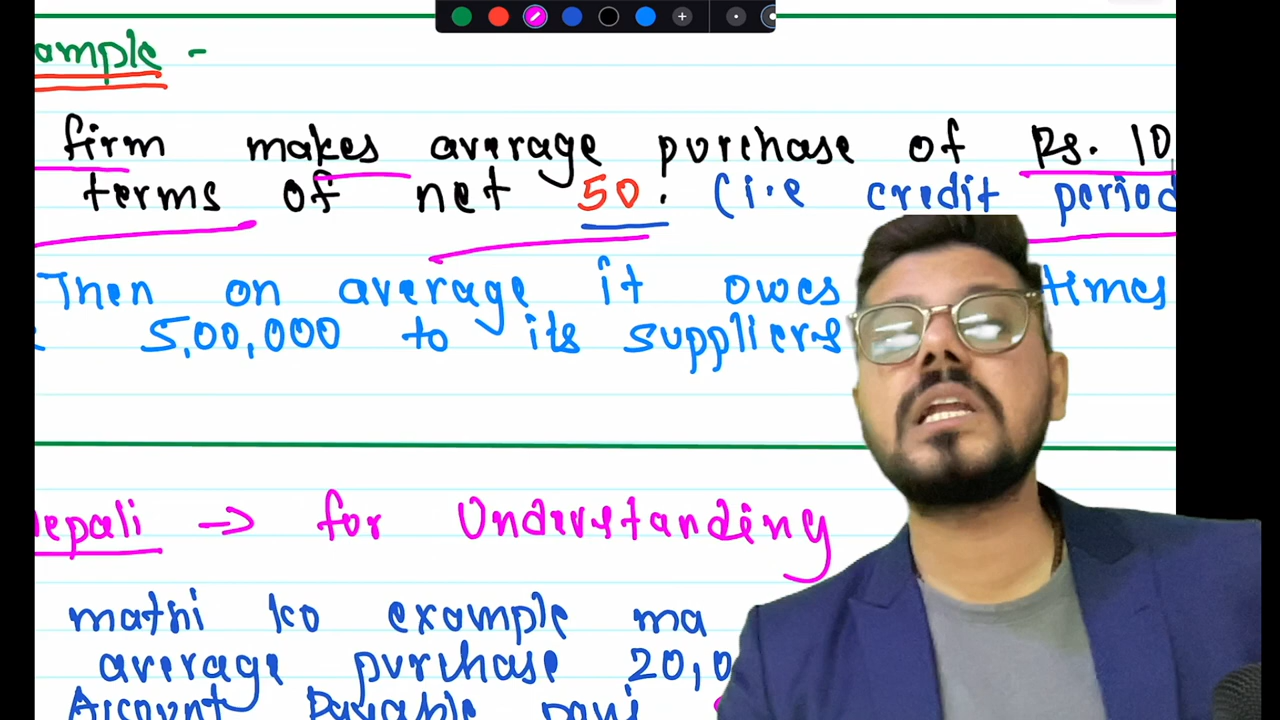 ample -
firm makes average purchase of Rs. 10
terms of net 50. (i.e credit period
Then on average it owes times
5,00,000 to its suppliers
epali → for Understanding
mathi ko example ma
average purchase 20,0
Account Payable